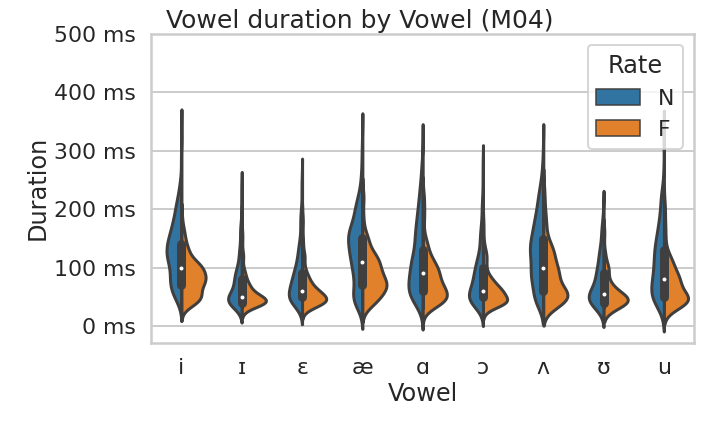 Vowel duration by Vowel (M04)
500 ms
400 ms
300 ms
200 ms
100 ms
0 ms
Duration
Rate
N
F
i ɪ ɛ æ ɑ ɔ ʌ ʊ u
Vowel